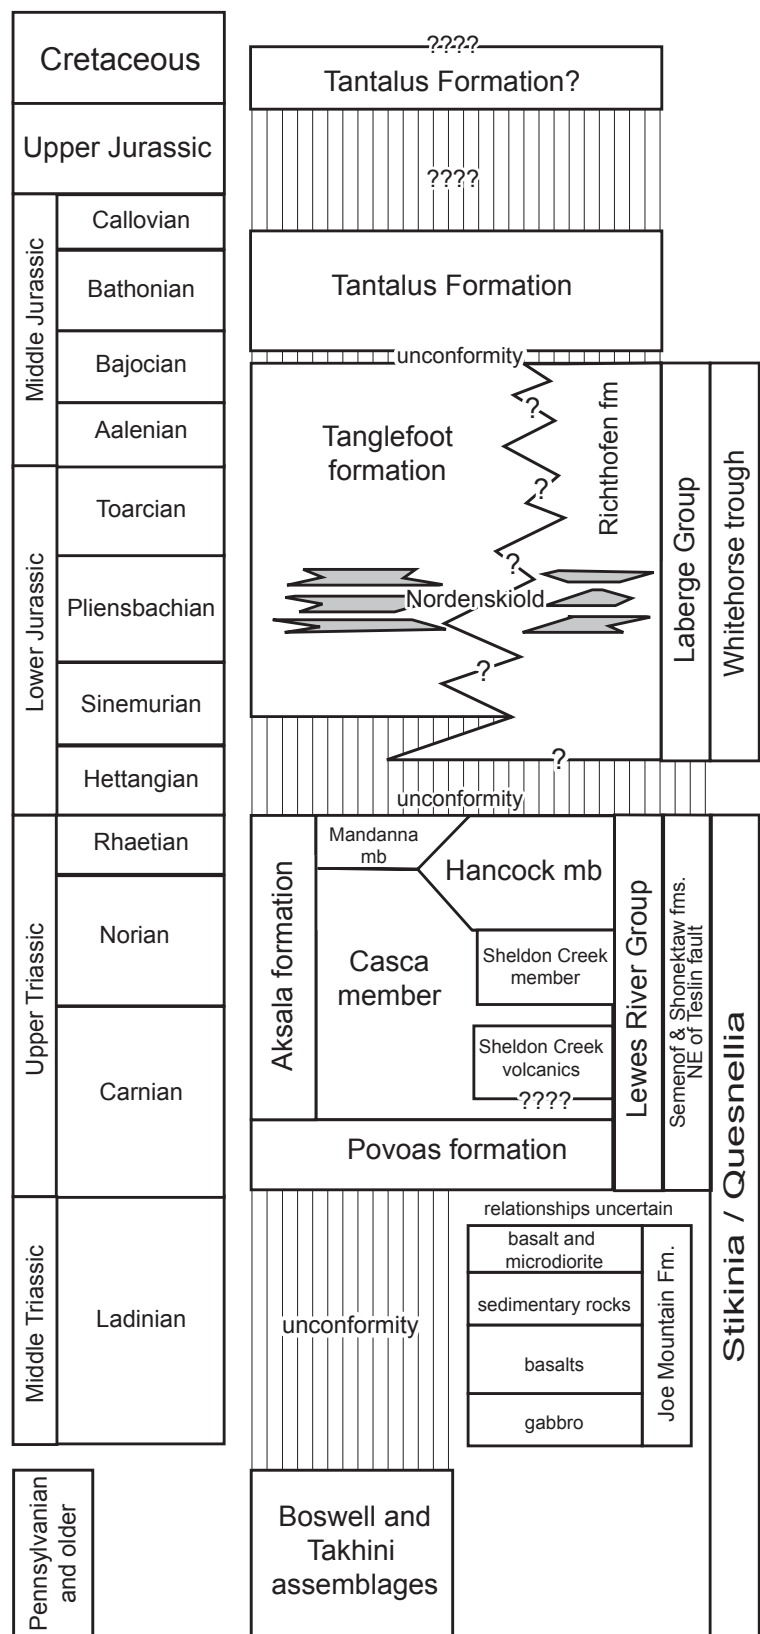 Cretaceous
Upper Jurassic
Middle Jurassic
Callovian
Bathonian
Bajocian
Aalenian
Lower Jurassic
Toarcian
Pliensbachian
Sinemurian
Hettangian
Upper Triassic
Rhaetian
Norian
Carnian
Middle Triassic
Ladinian
Pennsylvanian
and older
????
Tantalus Formation?
????
Tantalus Formation
unconformity
Tanglefoot
formation
?
?
?
?
Richthofen fm
Nordenskiold
?
Laberge Group
Whitehorse trough
unconformity
Aksala formation
Mandanna
mb
Hancock mb
Casca
member
Sheldon Creek
member
Sheldon Creek
volcanics
????
Povoas formation
Lewes River Group
Semenof & Shonektaw fms.
NE of Teslin fault
Stikinia / Quesnellia
relationships uncertain
unconformity
basalt and
microdiorite
sedimentary rocks
basalts
gabbro
Joe Mountain Fm.
Boswell and
Takhini
assemblages